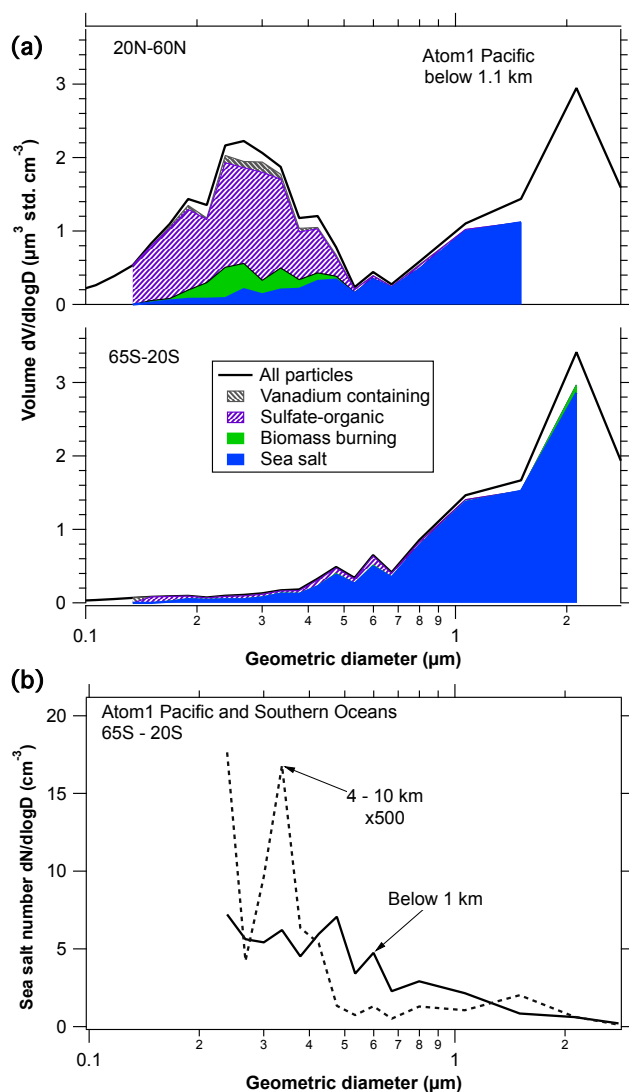 (a)
20N-60N
Atom1 Pacific
below 1.1 km
3
2
1
0
Volume dV/dlogD (µm³ std. cm⁻³)
65S-20S
All particles
Vanadium containing
Sulfate-organic
Biomass burning
Sea salt
3
2
1
0
0.1 2 3 4 5 6 7 8 9 1 2
Geometric diameter (µm)
(b)
Atom1 Pacific and Southern Oceans
65S - 20S
20
15
10
5
0
Sea salt number dN/dlogD (cm⁻³)
4 - 10 km
x500
Below 1 km
0.1 2 3 4 5 6 7 8 9 1 2
Geometric diameter (µm)